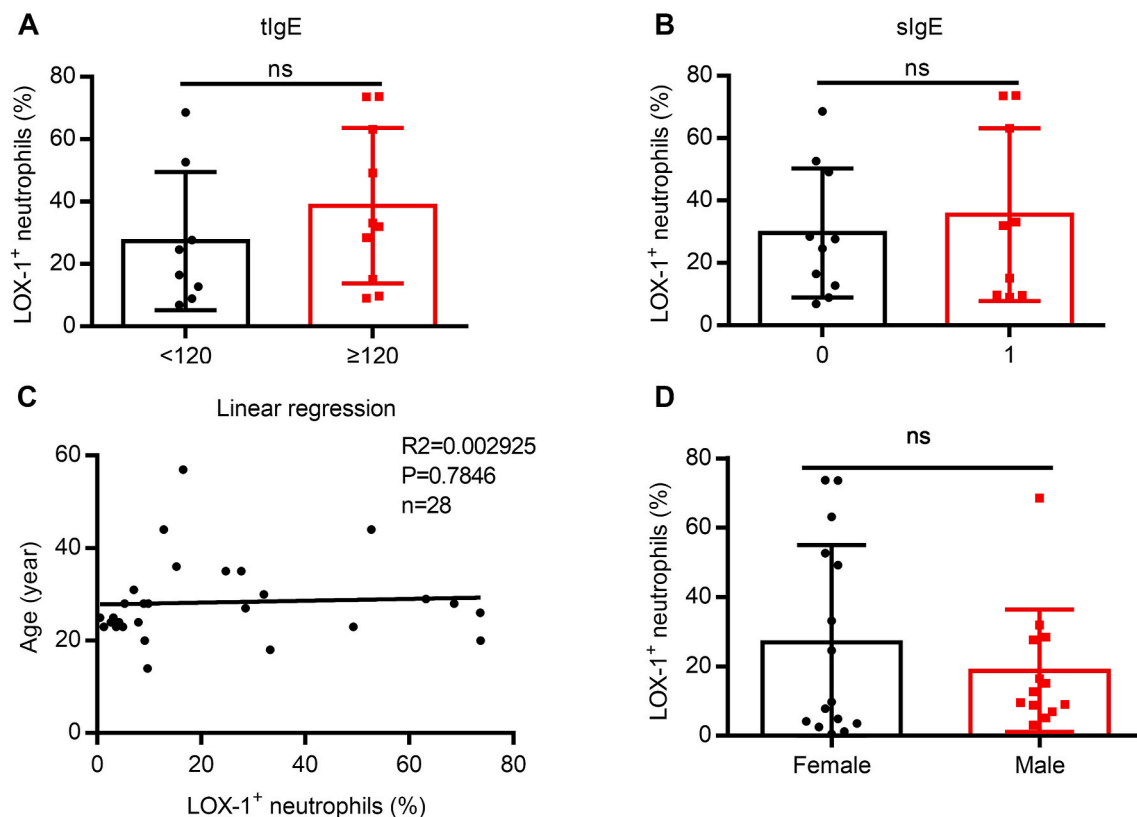 A
tIgE
ns
LOX-1+ neutrophils (%)
80
60
40
20
0
<120
≥120
B
sIgE
ns
LOX-1+ neutrophils (%)
80
60
40
20
0
0
1
C
Linear regression
R2=0.002925
P=0.7846
n=28
Age (year)
60
40
20
0
0
20
40
60
80
LOX-1+ neutrophils (%)
D
ns
LOX-1+ neutrophils (%)
80
60
40
20
0
Female
Male